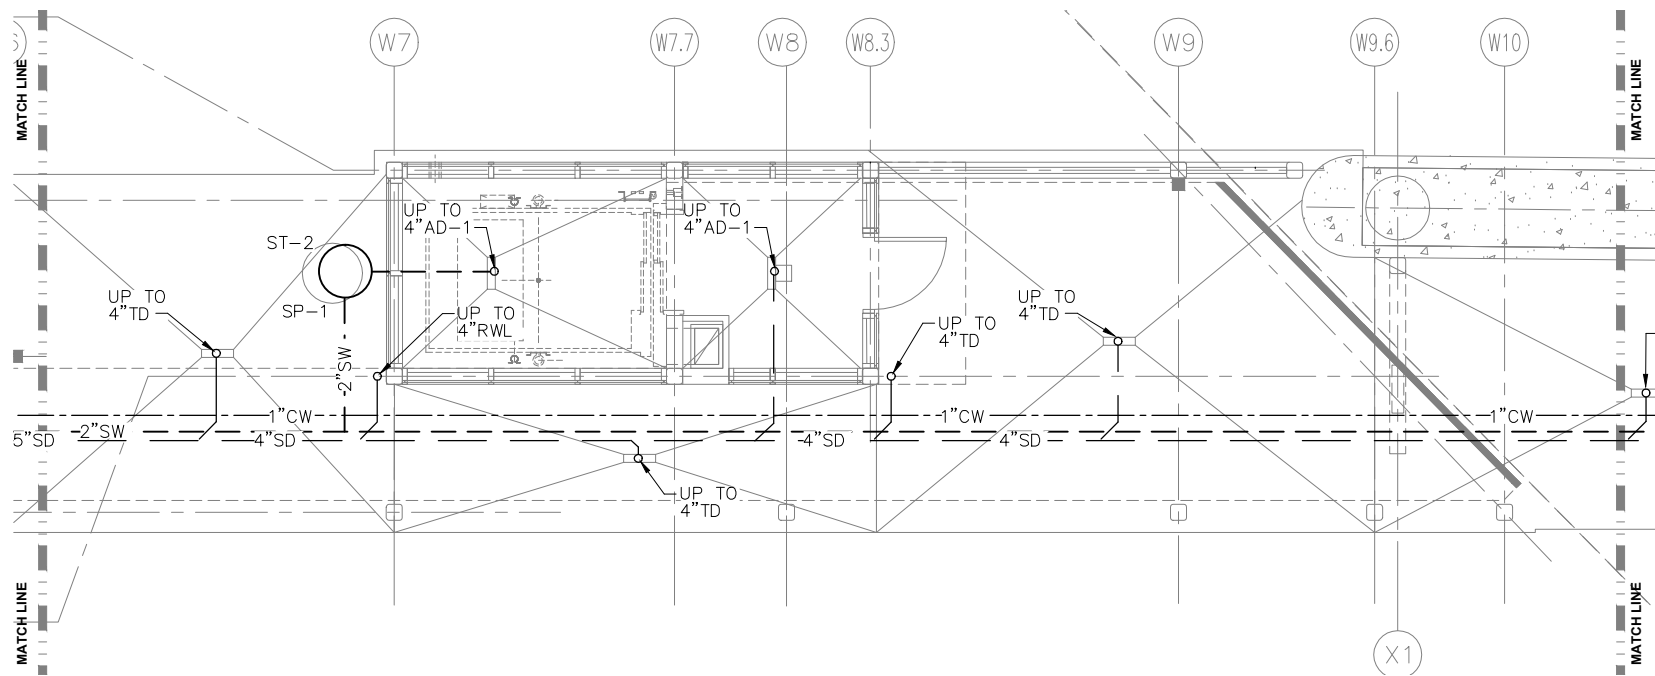 W7
W7.7
W8
W8.3
W9
W9.6
W10
MATCH LINE
MATCH LINE
UP TO
4"AD-1
UP TO
4"AD-1
ST-2
SP-1
UP TO
4"TD
UP TO
4"RWL
UP TO
4"TD
UP TO
4"TD
2"SW
1"CW
1"CW
1"CW
5"SD
2"SW
4"SD
4"SD
4"SD
UP TO
4"TD
MATCH LINE
MATCH LINE
X1